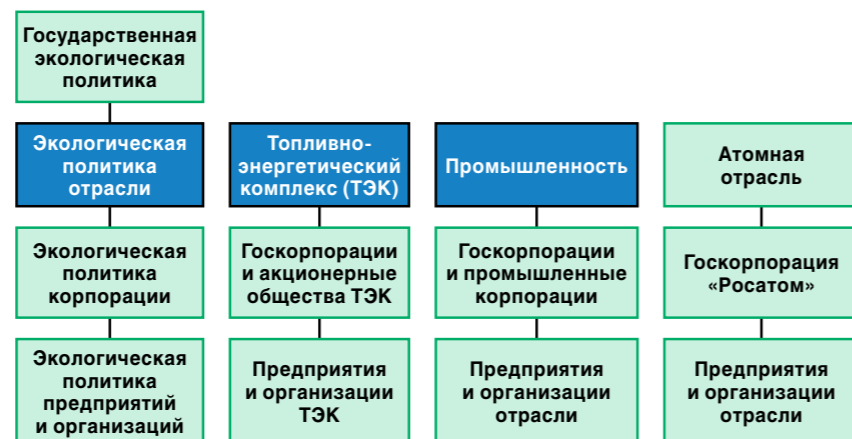 Государственная
экологическая
политика
Экологическая
политика
отрасли
Топливно-
энергетический
комплекс (ТЭК)
Промышленность
Атомная
отрасль
Экологическая
политика
корпорации
Госкорпорации
и акционерные
общества ТЭК
Госкорпорации
и промышленные
корпорации
Госкорпорация
«Росатом»
Экологическая
политика
предприятий
и организаций
Предприятия
и организации
ТЭК
Предприятия
и организации
отрасли
Предприятия
и организации
отрасли